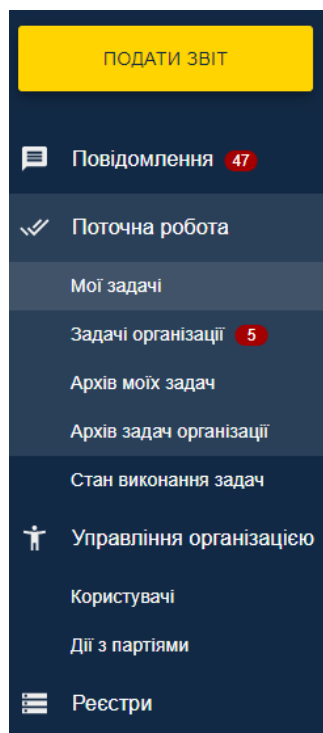 ПОДАТИ ЗВІТ
Повідомлення 47
Поточна робота
Мої задачі
Задачі організації 5
Архів моїх задач
Архів задач організації
Стан виконання задач
Управління організацією
Користувачі
Дії з партіями
Реєстри